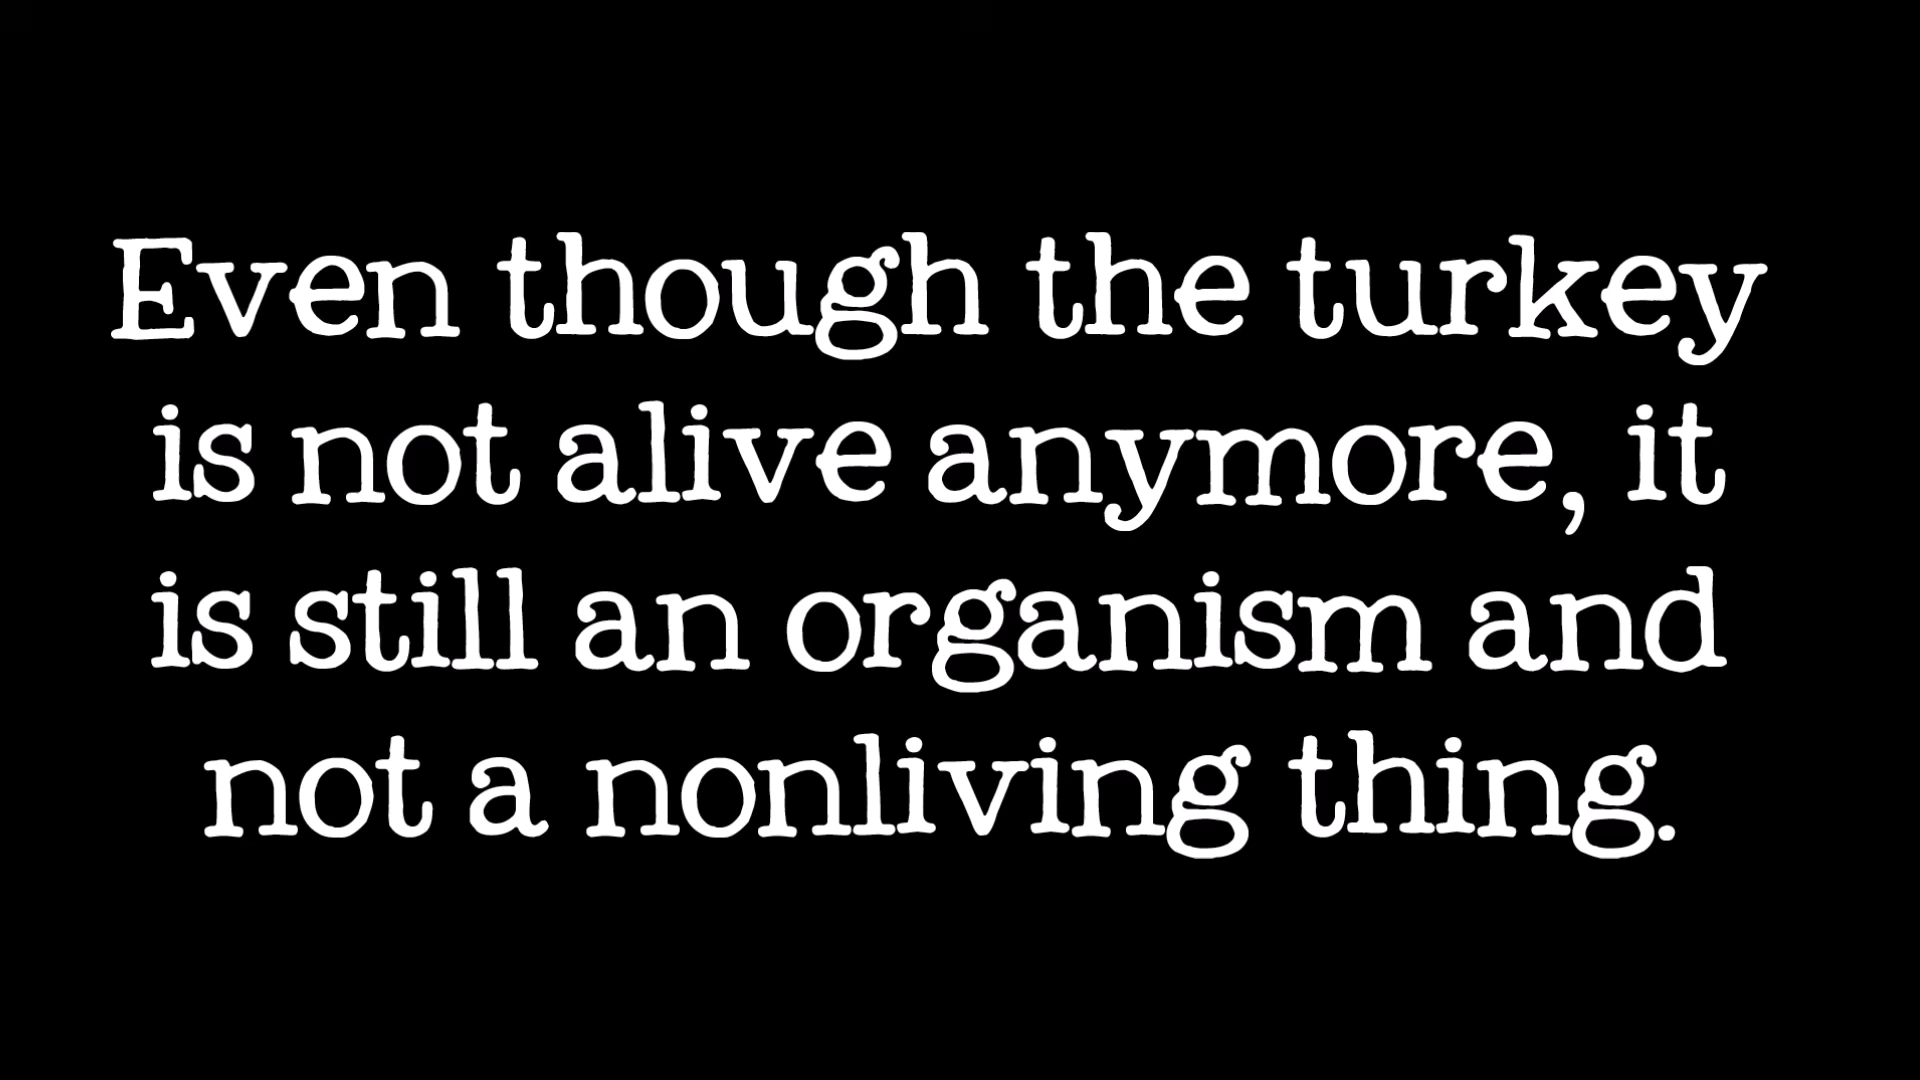 Even though the turkey
is not alive anymore, it
is still an organism and
not a nonliving thing.